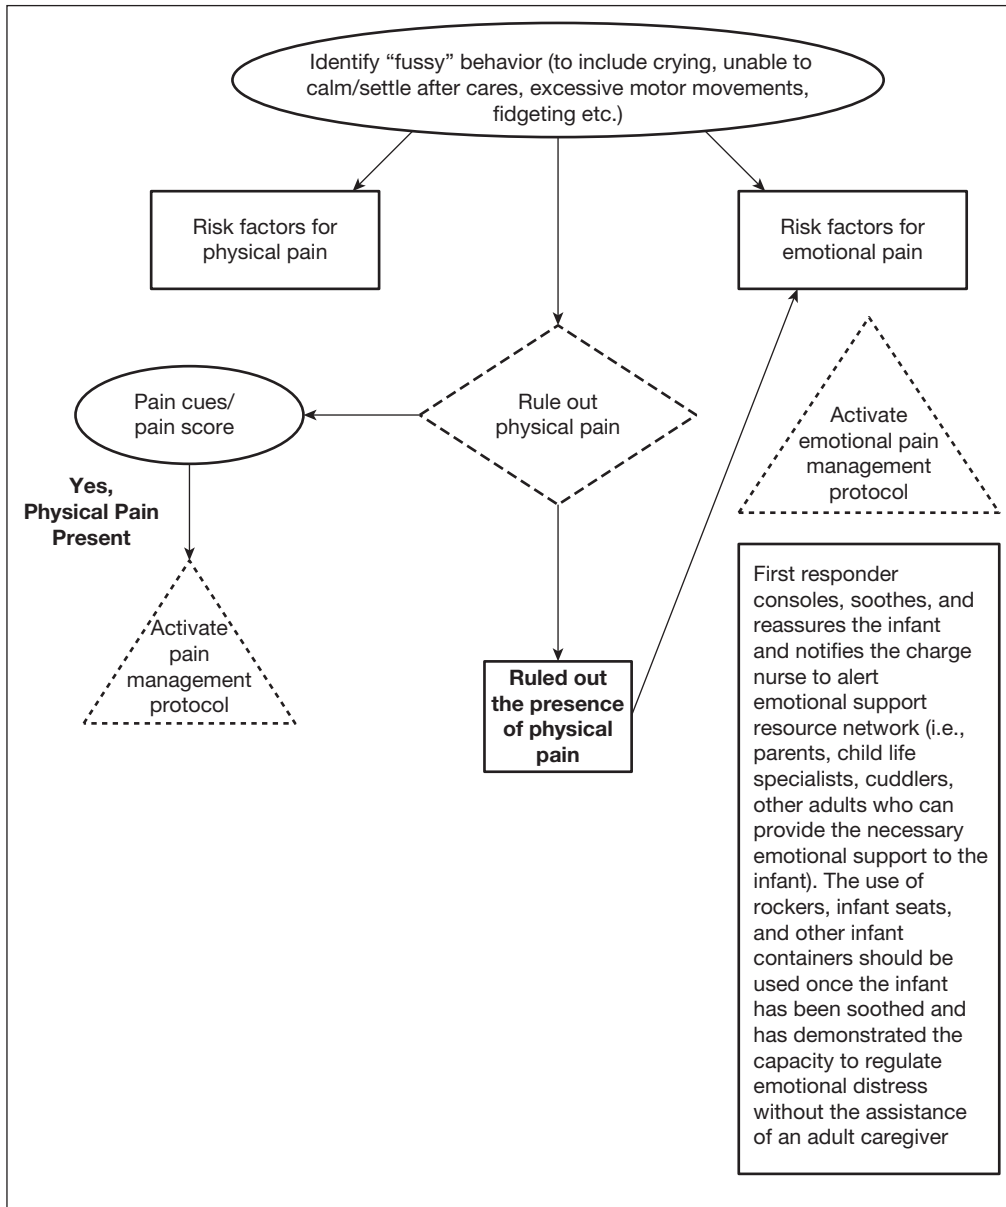 Identify “fussy” behavior (to include crying, unable to
calm/settle after cares, excessive motor movements,
fidgeting etc.)
Risk factors for
physical pain
Risk factors for
emotional pain
Pain cues/
pain score
Rule out
physical pain
Activate
emotional pain
management
protocol
Yes,
Physical Pain
Present
Activate
pain
management
protocol
Ruled out
the presence
of physical
pain
First responder
consoles, soothes, and
reassures the infant
and notifies the charge
nurse to alert
emotional support
resource network (i.e.,
parents, child life
specialists, cuddlers,
other adults who can
provide the necessary
emotional support to the
infant). The use of
rockers, infant seats,
and other infant
containers should be
used once the infant
has been soothed and
has demonstrated the
capacity to regulate
emotional distress
without the assistance
of an adult caregiver